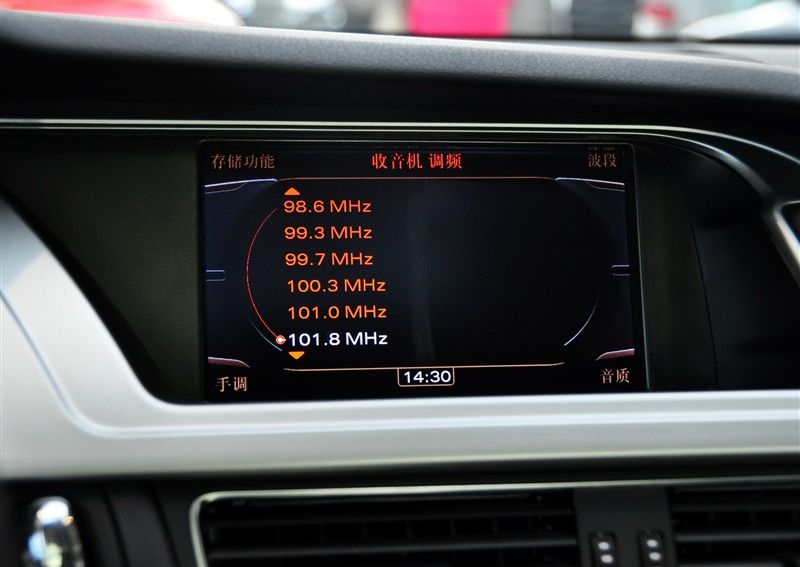 存储功能 收音机 调频 波段
98.6 MHz
99.3 MHz
99.7 MHz
100.3 MHz
101.0 MHz
101.8 MHz
手调 14:30 音质